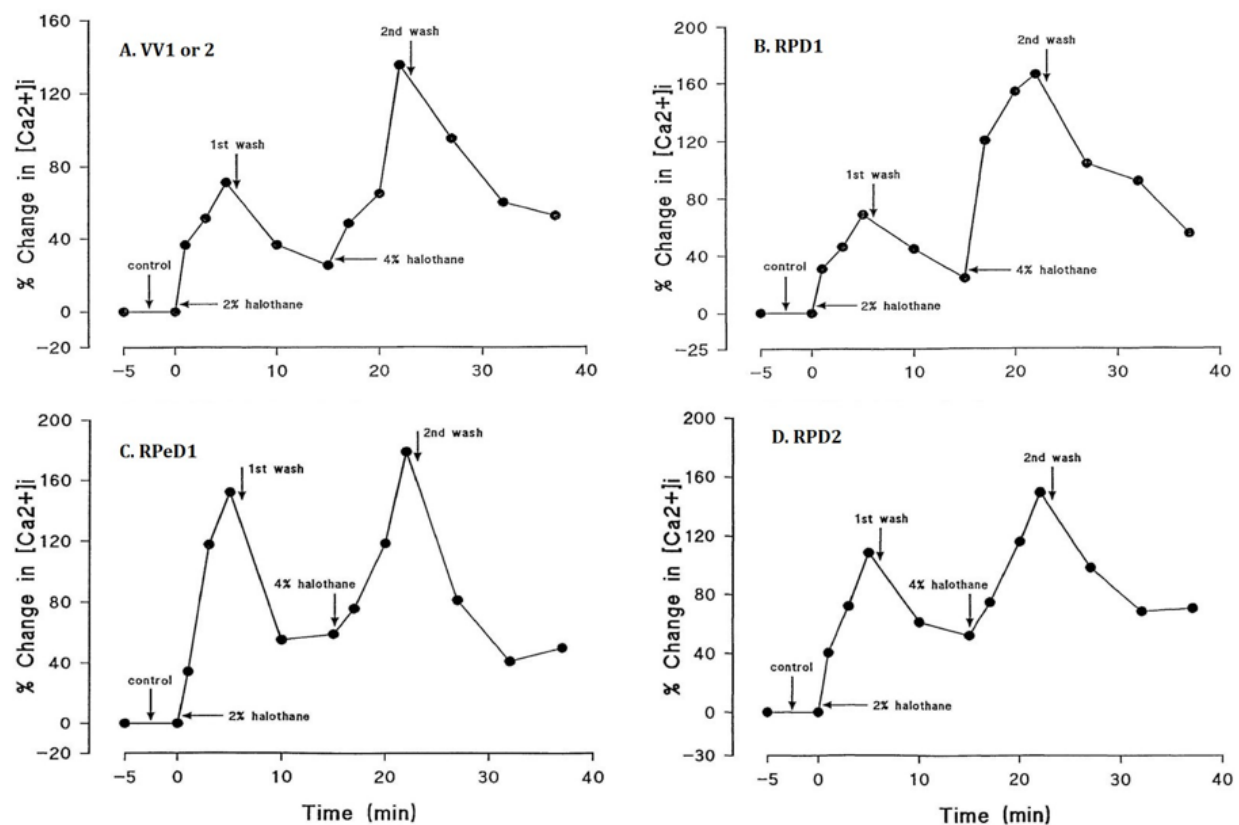 A. VV1 or 2
% Change in [Ca2+]i
160
120
80
40
0
−20
control
2% halothane
1st wash
4% halothane
2nd wash
−5 0 10 20 30 40
B. RPD1
% Change in [Ca2+]i
200
160
120
80
40
0
−25
control
2% halothane
1st wash
4% halothane
2nd wash
−5 0 10 20 30 40
C. RPeD1
% Change in [Ca2+]i
200
160
120
80
40
0
−20
control
2% halothane
1st wash
4% halothane
2nd wash
−5 0 10 20 30 40
Time (min)
D. RPD2
% Change in [Ca2+]i
200
160
120
80
40
0
−30
control
2% halothane
1st wash
4% halothane
2nd wash
−5 0 10 20 30 40
Time (min)